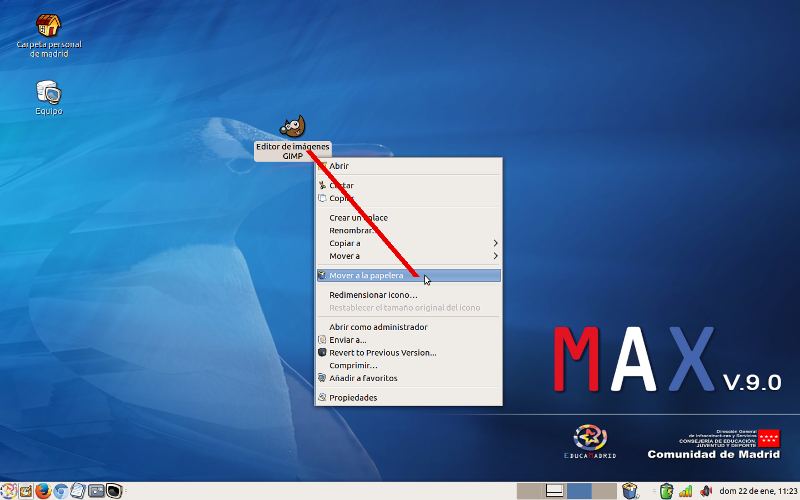 Carpeta personal
de madrid
Equipo
Editor de imágenes
GIMP
Abrir
Cortar
Copiar
Crear un enlace
Renombrar...
Copiar a
Mover a
Mover a la papelera
Redimensionar icono...
Restablecer el tamaño original del icono
Abrir como administrador
Enviar a...
Revert to Previous Version...
Comprimir...
Añadir a favoritos
Propiedades
MAX V.9.0
EDUCAMADRID
Dirección General
de Infraestructuras y Servicios
CONSEJERÍA DE EDUCACIÓN,
JUVENTUD Y DEPORTE
Comunidad de Madrid
dom 22 de ene, 11:23